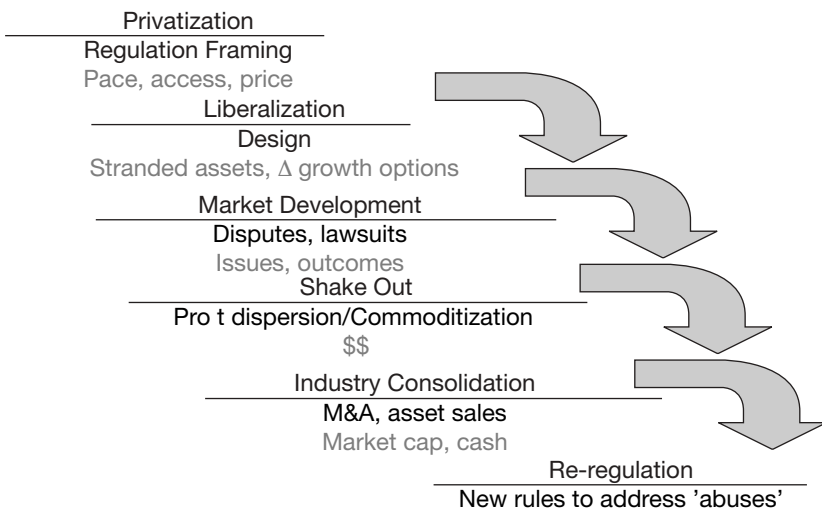 Privatization
Regulation Framing
Pace, access, price
Liberalization
Design
Stranded assets, Δ growth options
Market Development
Disputes, lawsuits
Issues, outcomes
Shake Out
Pro t dispersion/Commoditization
$$
Industry Consolidation
M&A, asset sales
Market cap, cash
Re-regulation
New rules to address 'abuses'